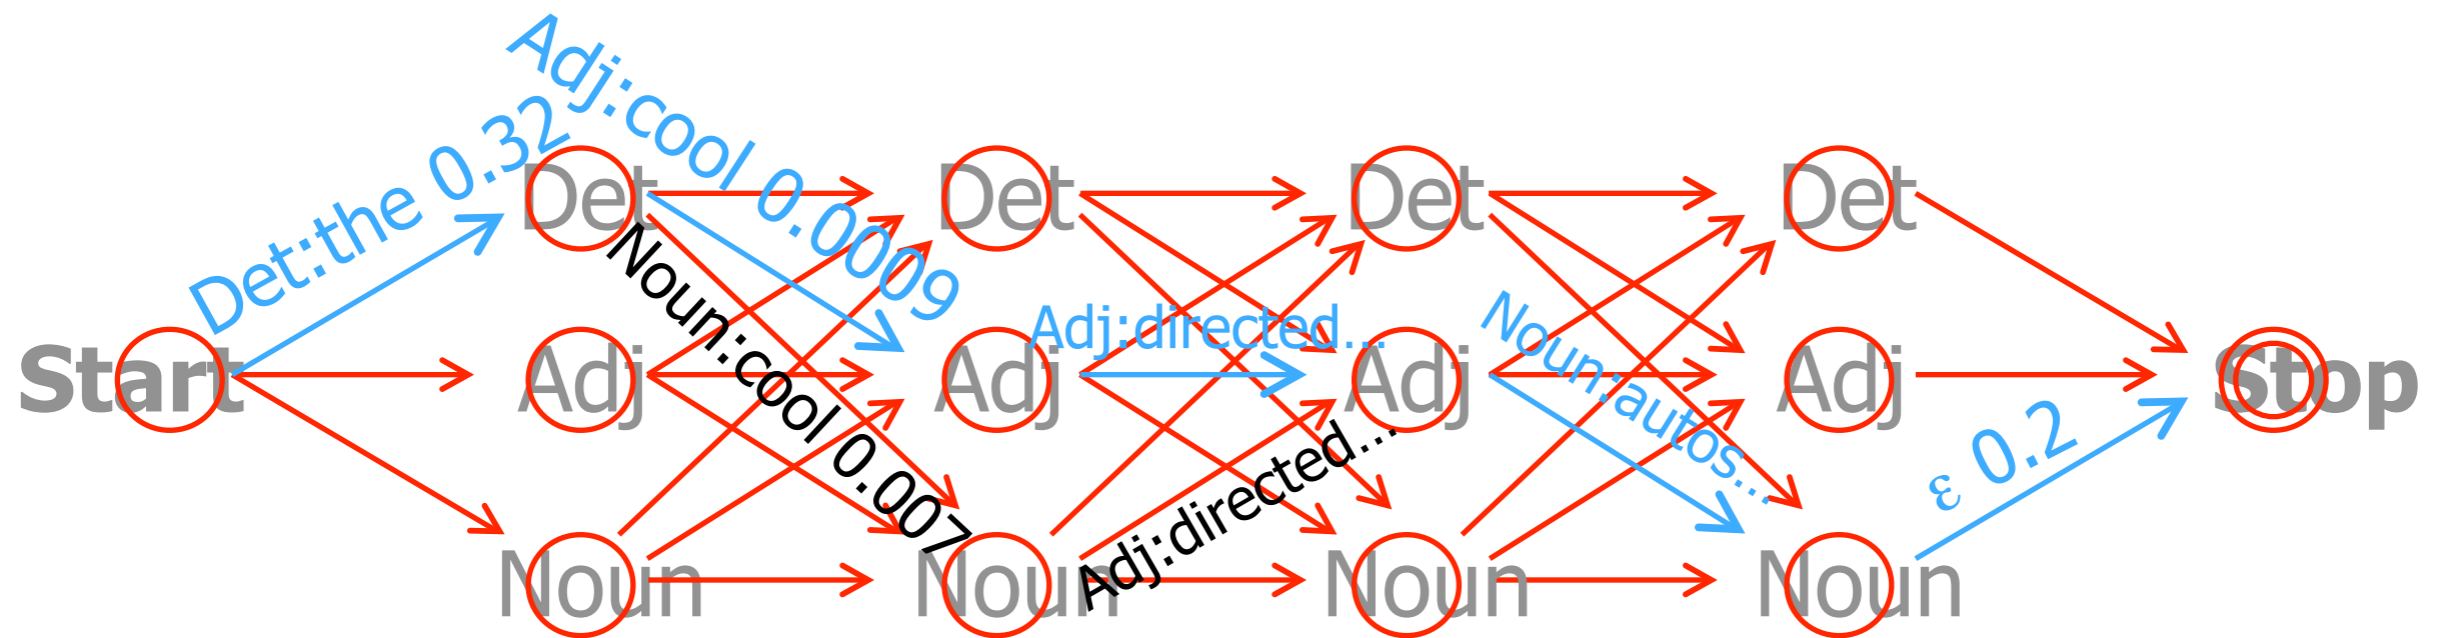 Adj:cool 0.0009
Det:the 0.32
Det
Det
Det
Det
Noun:cool 0.007
Adj:directed...
Noun:autos...
Start
Adj
Adj
Adj
Adj
Stop
Adj:directed...
ε 0.2
Noun
Noun
Noun
Noun